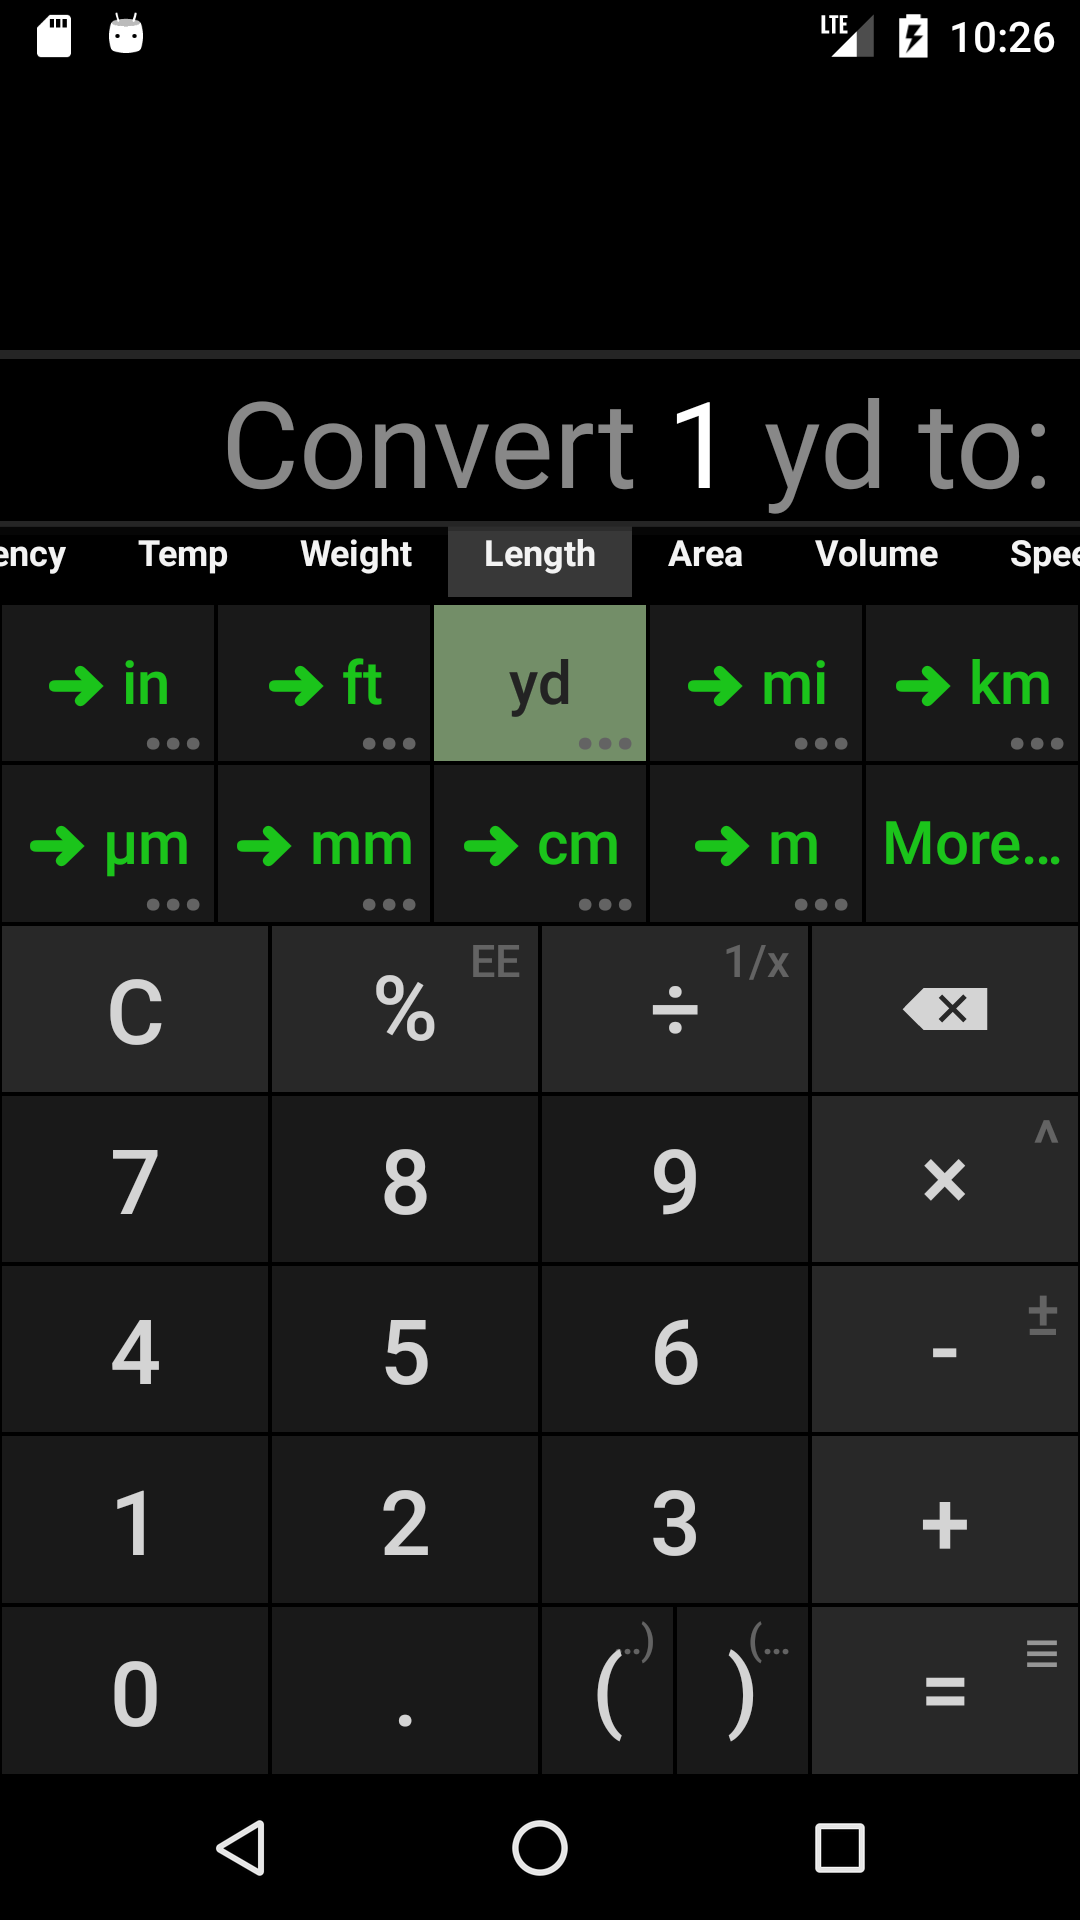 LTE 10:26
Convert 1 yd to:
ency Temp Weight Length Area Volume Spee
in ft yd mi km
µm mm cm m More...
C % EE ÷ 1/x
7 8 9 × ^
4 5 6 - ±
1 2 3 +
0 . ( ..) ) (... =